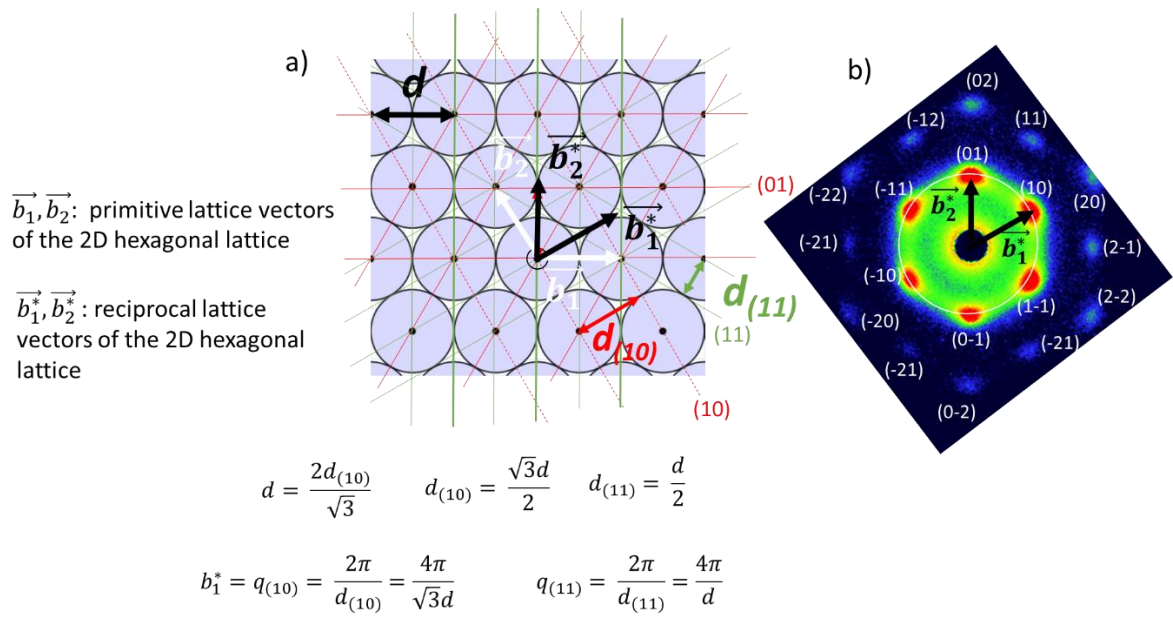 a)
b)
d
b₂
b₂*
b₁*
b₁
(01)
d₍₁₁₎
(11)
d₍₁₀₎
(10)
b₁, b₂: primitive lattice vectors
of the 2D hexagonal lattice
b₁*, b₂* : reciprocal lattice
vectors of the 2D hexagonal
lattice
(02)
(-12)
(11)
(01)
(-22)
(-11)
(10)
b₂*
(20)
b₁*
(-21)
(2-1)
(-10)
(1-1)
(2-2)
(-20)
(0-1)
(-21)
(-21)
(0-2)
d = 2d₍₁₀₎/√3 d₍₁₀₎ = √3d/2 d₍₁₁₎ = d/2
b₁* = q₍₁₀₎ = 2π/d₍₁₀₎ = 4π/√3d q₍₁₁₎ = 2π/d₍₁₁₎ = 4π/d